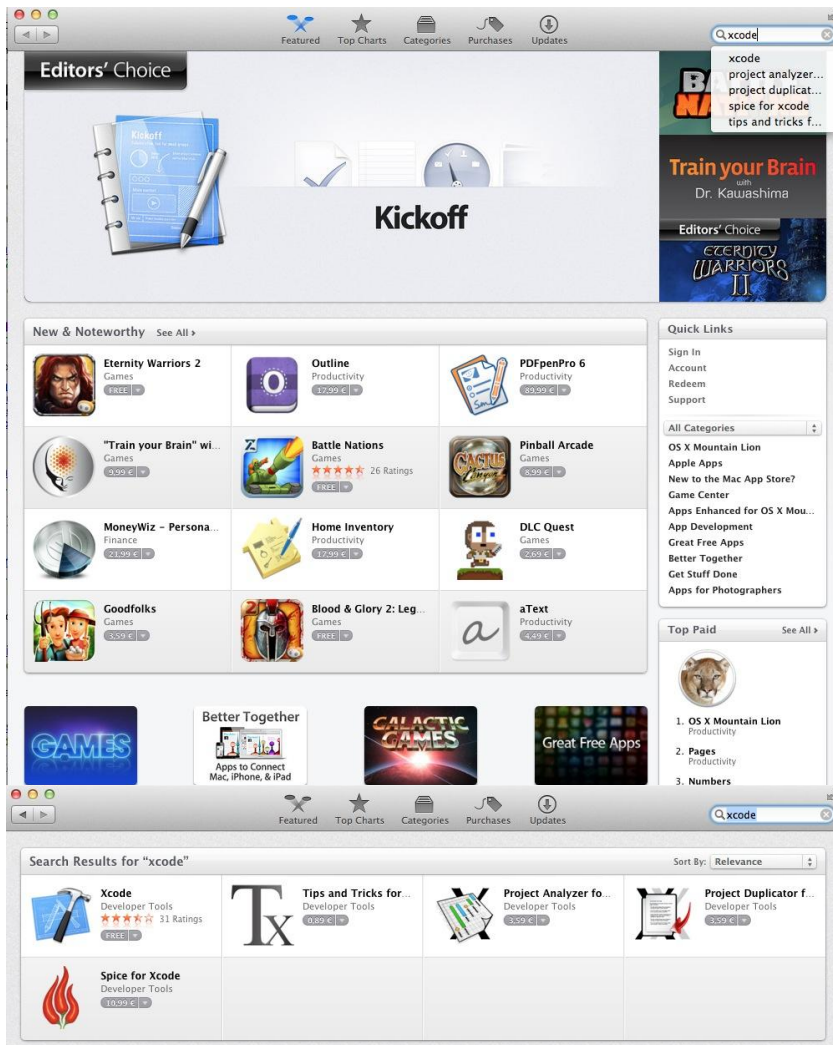 Featured Top Charts Categories Purchases Updates
xcode
xcode
project analyzer...
project duplicat...
spice for xcode
tips and tricks f...
Editors' Choice
Kickoff
Kickoff
Train your Brain
with
Dr. Kawashima
Editors' Choice
ETERNITY
WARRIORS
II
New & Noteworthy See All ›
Eternity Warriors 2
Games
FREE
Outline
Productivity
17,99 €
PDFpenPro 6
Productivity
89,99 €
"Train your Brain" wi...
Games
9,99 €
Battle Nations
Games
26 Ratings
FREE
Pinball Arcade
Games
8,99 €
MoneyWiz - Persona...
Finance
21,99 €
Home Inventory
Productivity
17,99 €
DLC Quest
Games
2,69 €
Goodfolks
Games
3,59 €
Blood & Glory 2: Leg...
Games
FREE
aText
Productivity
4,49 €
Quick Links
Sign In
Account
Redeem
Support
All Categories
OS X Mountain Lion
Apple Apps
New to the Mac App Store?
Game Center
Apps Enhanced for OS X Mou...
App Development
Great Free Apps
Better Together
Get Stuff Done
Apps for Photographers
Top Paid See All ›
1. OS X Mountain Lion
Productivity
2. Pages
Productivity
3. Numbers
GAMES
Better Together
Apps to Connect
Mac, iPhone, & iPad
GALACTIC
GAMES
Great Free Apps
Featured Top Charts Categories Purchases Updates
xcode
Search Results for "xcode"
Sort By: Relevance
Xcode
Developer Tools
31 Ratings
FREE
Tips and Tricks for...
Developer Tools
0,89 €
Project Analyzer fo...
Developer Tools
3,59 €
Project Duplicator f...
Developer Tools
3,59 €
Spice for Xcode
Developer Tools
10,99 €